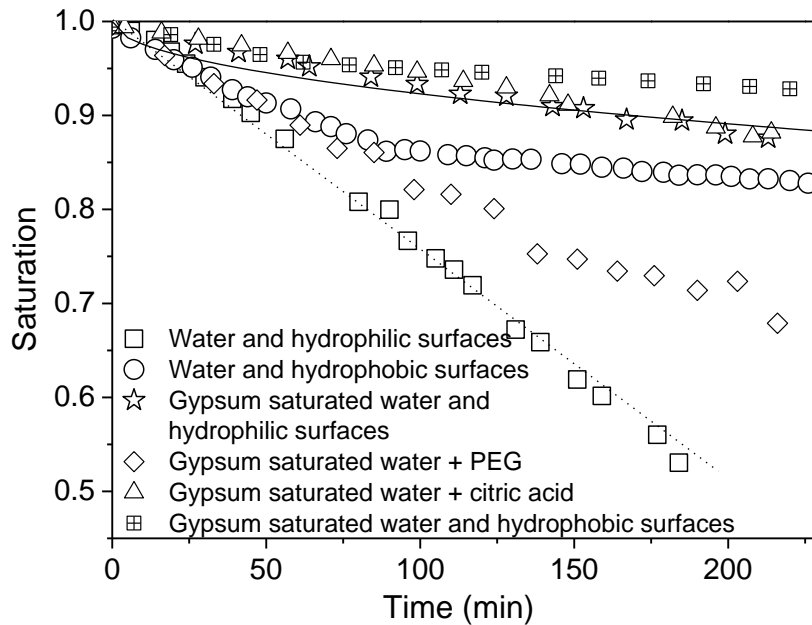 1.0
0.9
0.8
0.7
0.6
0.5
Saturation
Water and hydrophilic surfaces
Water and hydrophobic surfaces
Gypsum saturated water and
hydrophilic surfaces
Gypsum saturated water + PEG
Gypsum saturated water + citric acid
Gypsum saturated water and hydrophobic surfaces
0 50 100 150 200
Time (min)